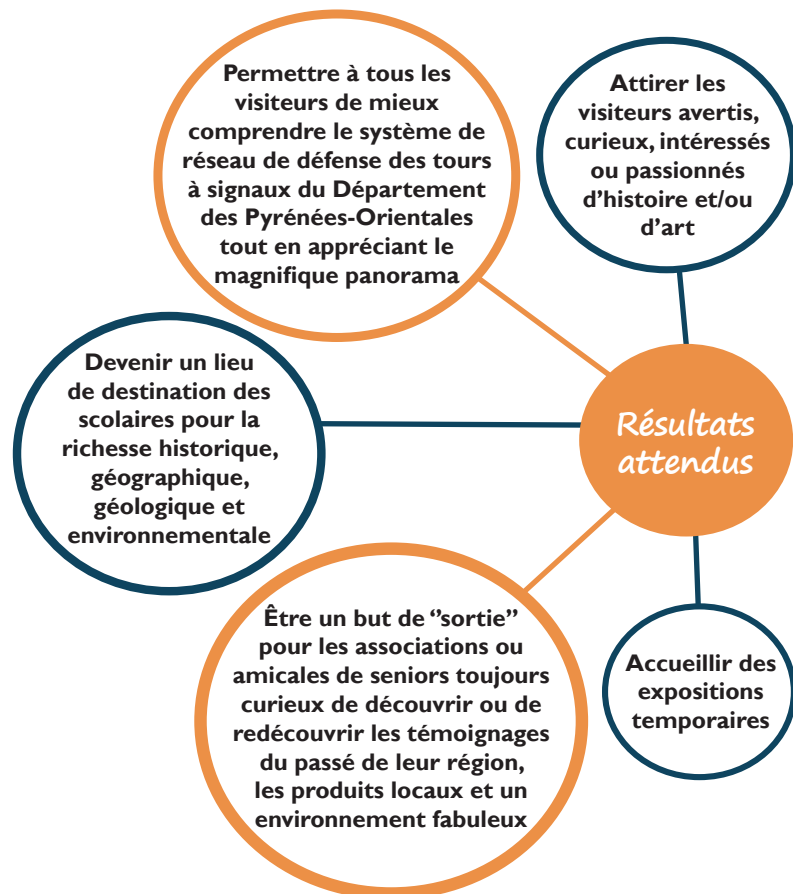 Permettre à tous les
visiteurs de mieux
comprendre le système de
réseau de défense des tours
à signaux du Département
des Pyrénées-Orientales
tout en appréciant le
magnifique panorama
Attirer les
visiteurs avertis,
curieux, intéressés
ou passionnés
d’histoire et/ou
d’art
Devenir un lieu
de destination des
scolaires pour la
richesse historique,
géographique,
géologique et
environnementale
Résultats
attendus
Être un but de “sortie”
pour les associations ou
amicales de seniors toujours
curieux de découvrir ou de
redécouvrir les témoignages
du passé de leur région,
les produits locaux et un
environnement fabuleux
Accueillir des
expositions
temporaires